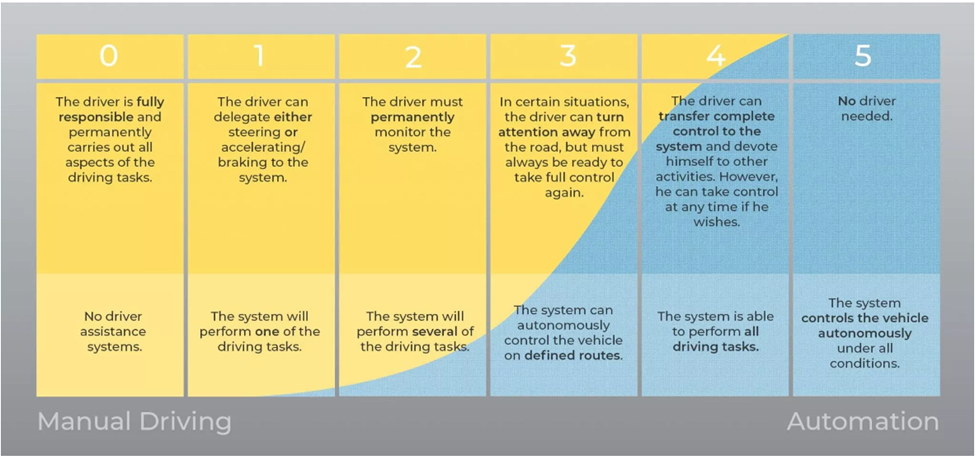 0
1
2
3
4
5
The driver is fully
responsible and
permanently
carries out all
aspects of the
driving tasks.
The driver can
delegate either
steering or
accelerating/
braking to the
system.
The driver must
permanently
monitor the
system.
In certain situations,
the driver can turn
attention away from
the road, but must
always be ready to
take full control
again.
The driver can
transfer complete
control to the
system and devote
himself to other
activities. However,
he can take control
at any time if he
wishes.
No driver
needed.
No driver
assistance
systems.
The system will
perform one of the
driving tasks.
The system will
perform several of
the driving tasks.
The system can
autonomously
control the vehicle
on defined routes.
The system is able
to perform all
driving tasks.
The system
controls the vehicle
autonomously
under all
conditions.
Manual Driving
Automation